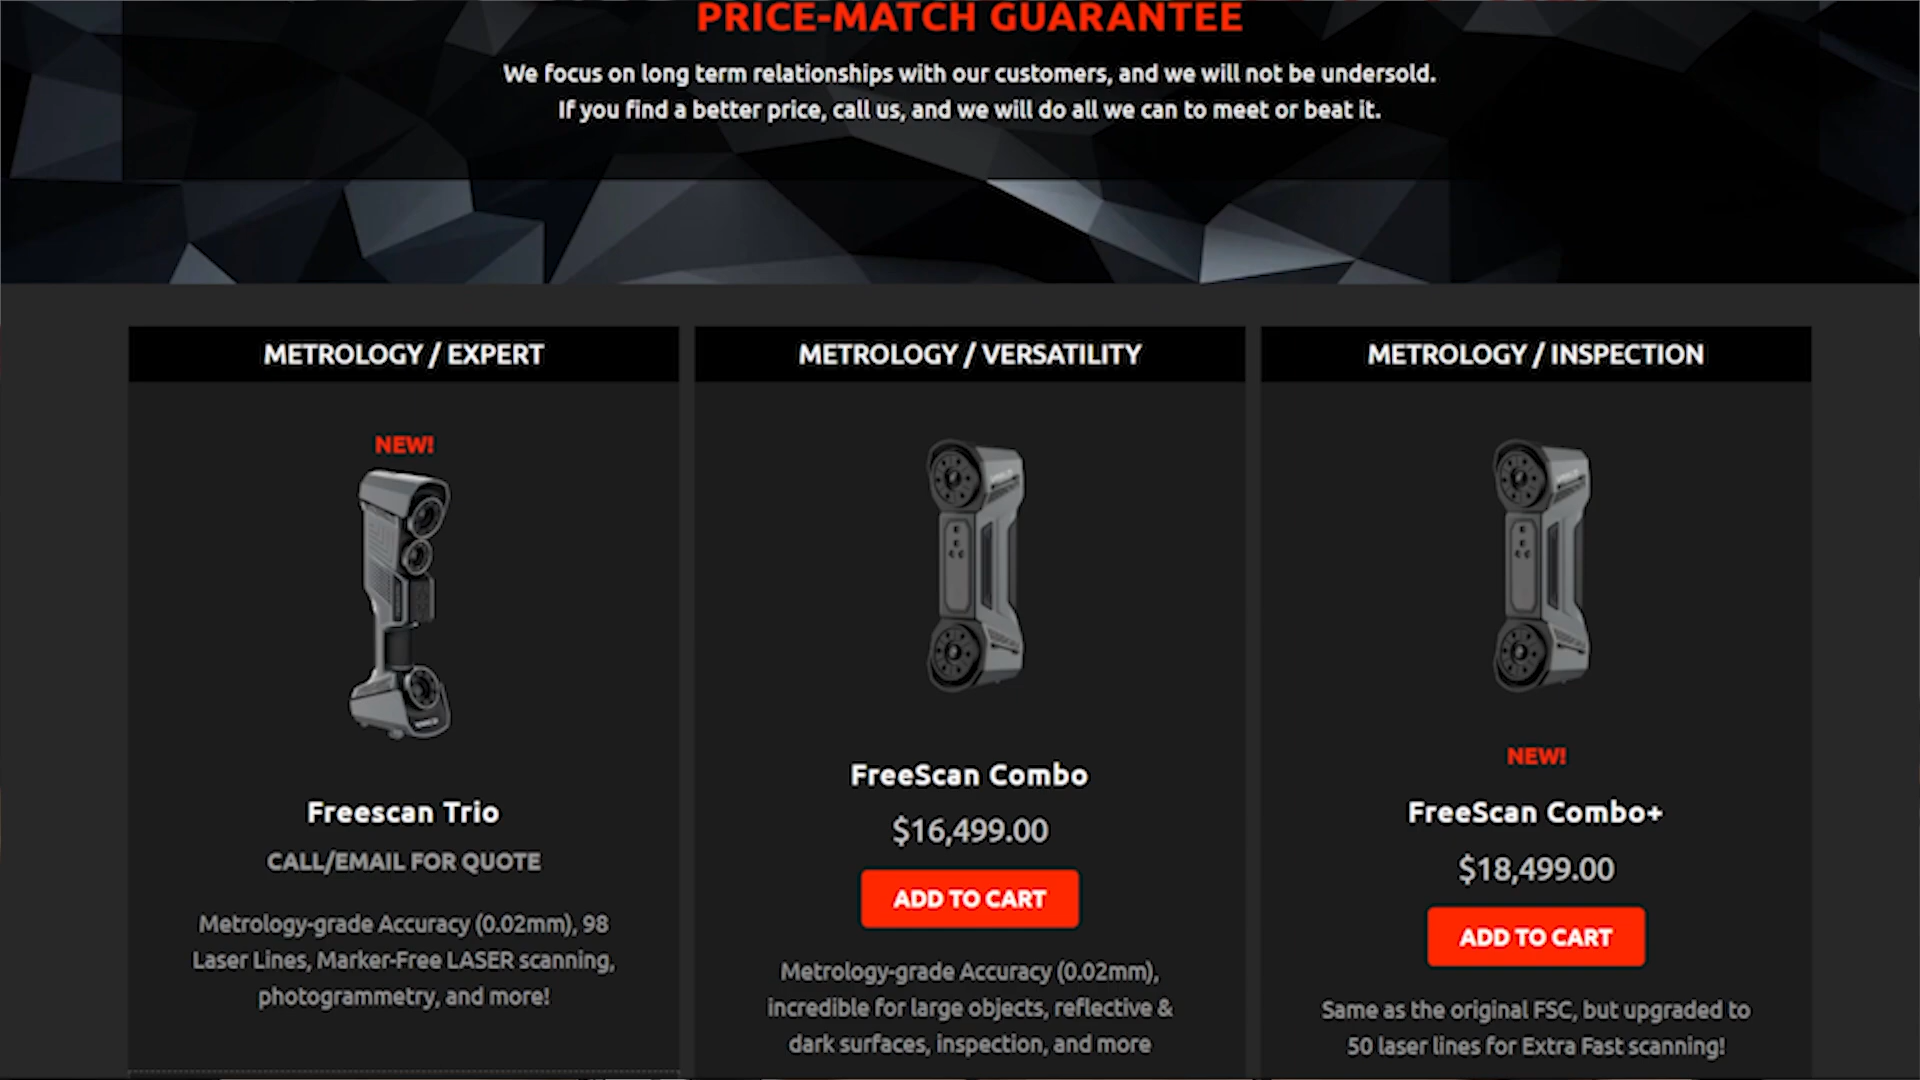 PRICE-MATCH GUARANTEE
We focus on long term relationships with our customers, and we will not be undersold.
If you find a better price, call us, and we will do all we can to meet or beat it.
METROLOGY / EXPERT
NEW!
Freescan Trio
CALL/EMAIL FOR QUOTE
Metrology-grade Accuracy (0.02mm), 98
Laser Lines, Marker-Free LASER scanning,
photogrammetry, and more!
METROLOGY / VERSATILITY
FreeScan Combo
$16,499.00
ADD TO CART
Metrology-grade Accuracy (0.02mm),
incredible for large objects, reflective &
dark surfaces, inspection, and more
METROLOGY / INSPECTION
NEW!
FreeScan Combo+
$18,499.00
ADD TO CART
Same as the original FSC, but upgraded to
50 laser lines for Extra Fast scanning!